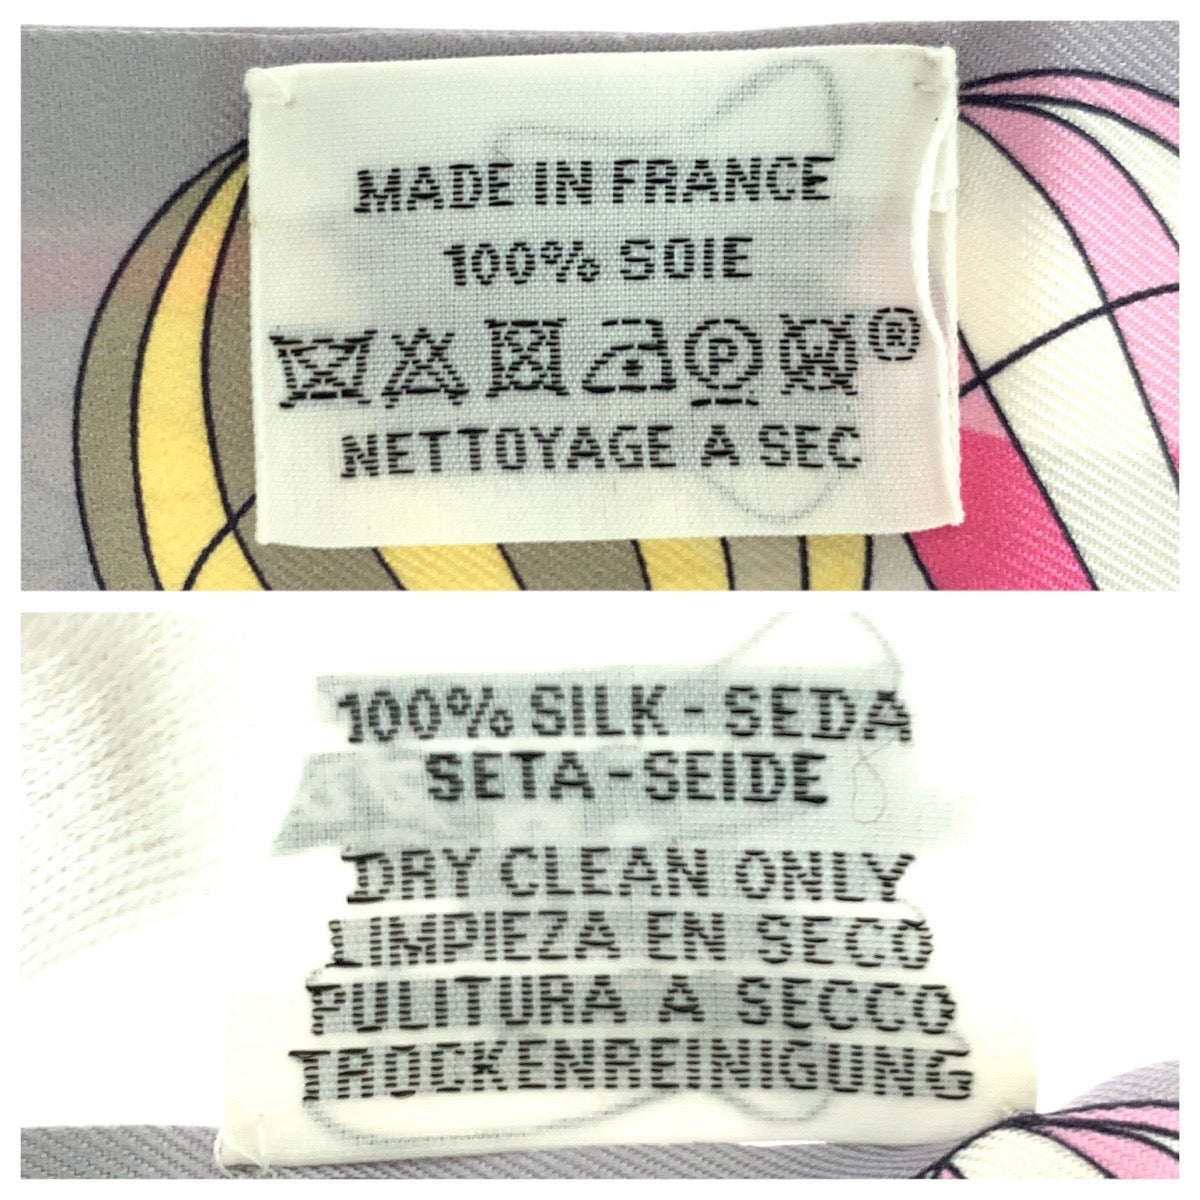 MADE IN FRANCE
100% SOIE
P W ®
NETTOYAGE A SEC
100% SILK - SEDA
SETA - SEIDE
DRY CLEAN ONLY
LIMPIEZA EN SECO
PULITURA A SECCO
TROCKENREINIGUNG